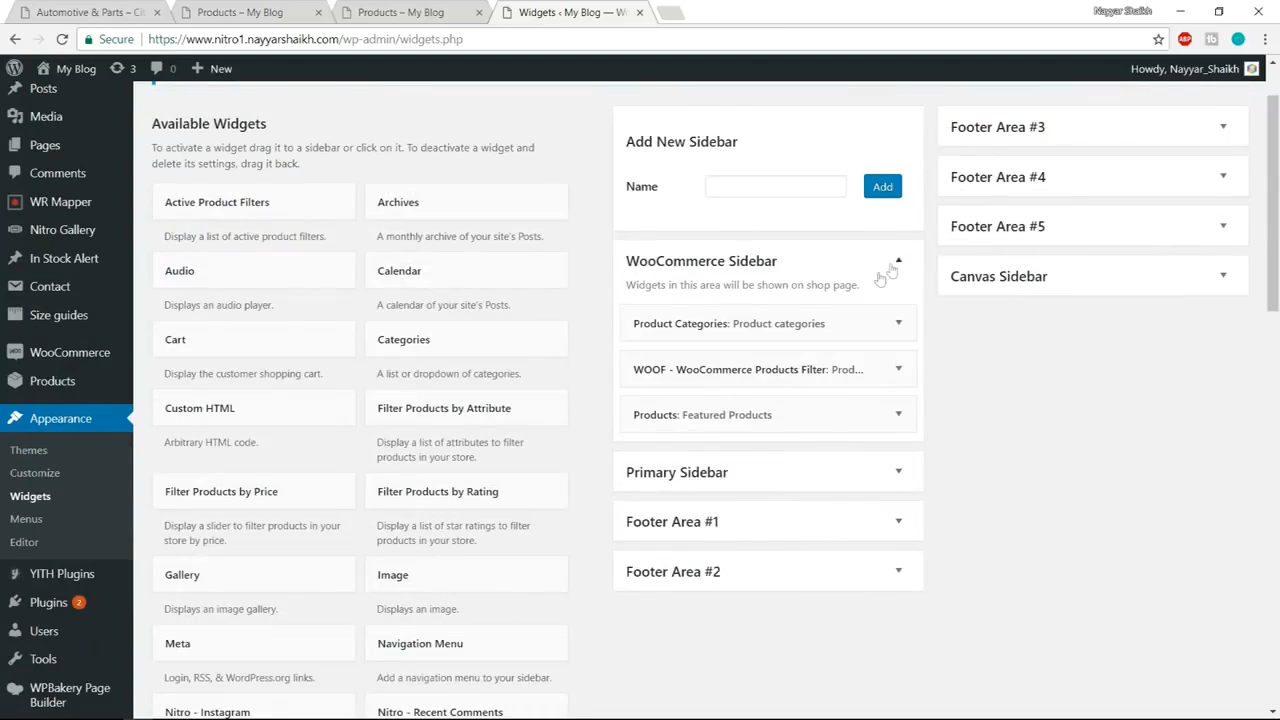 Automotive & Parts – Cit
Products – My Blog
Products – My Blog
Widgets ‹ My Blog — W
Nayyar Shaikh
Secure
https://www.nitro1.nayyarshaikh.com/wp-admin/widgets.php
ABP
tb
My Blog
3
0
New
Howdy, Nayyar_Shaikh
Posts
Media
Pages
Comments
WR Mapper
Nitro Gallery
In Stock Alert
Contact
Size guides
WooCommerce
Products
Appearance
Themes
Customize
Widgets
Menus
Editor
YITH Plugins
Plugins 2
Users
Tools
WPBakery Page
Builder
Available Widgets
To activate a widget drag it to a sidebar or click on it. To deactivate a widget and
delete its settings, drag it back.
Active Product Filters
Display a list of active product filters.
Archives
A monthly archive of your site's Posts.
Audio
Displays an audio player.
Calendar
A calendar of your site's Posts.
Cart
Display the customer shopping cart.
Categories
A list or dropdown of categories.
Custom HTML
Arbitrary HTML code.
Filter Products by Attribute
Display a list of attributes to filter
products in your store.
Filter Products by Price
Display a slider to filter products in your
store by price.
Filter Products by Rating
Display a list of star ratings to filter
products in your store.
Gallery
Displays an image gallery.
Image
Displays an image.
Meta
Login, RSS, & WordPress.org links.
Navigation Menu
Add a navigation menu to your sidebar.
Nitro - Instagram
Nitro - Recent Comments
Add New Sidebar
Name
Add
WooCommerce Sidebar
Widgets in this area will be shown on shop page.
Product Categories: Product categories
WOOF - WooCommerce Products Filter: Prod...
Products: Featured Products
Primary Sidebar
Footer Area #1
Footer Area #2
Footer Area #3
Footer Area #4
Footer Area #5
Canvas Sidebar